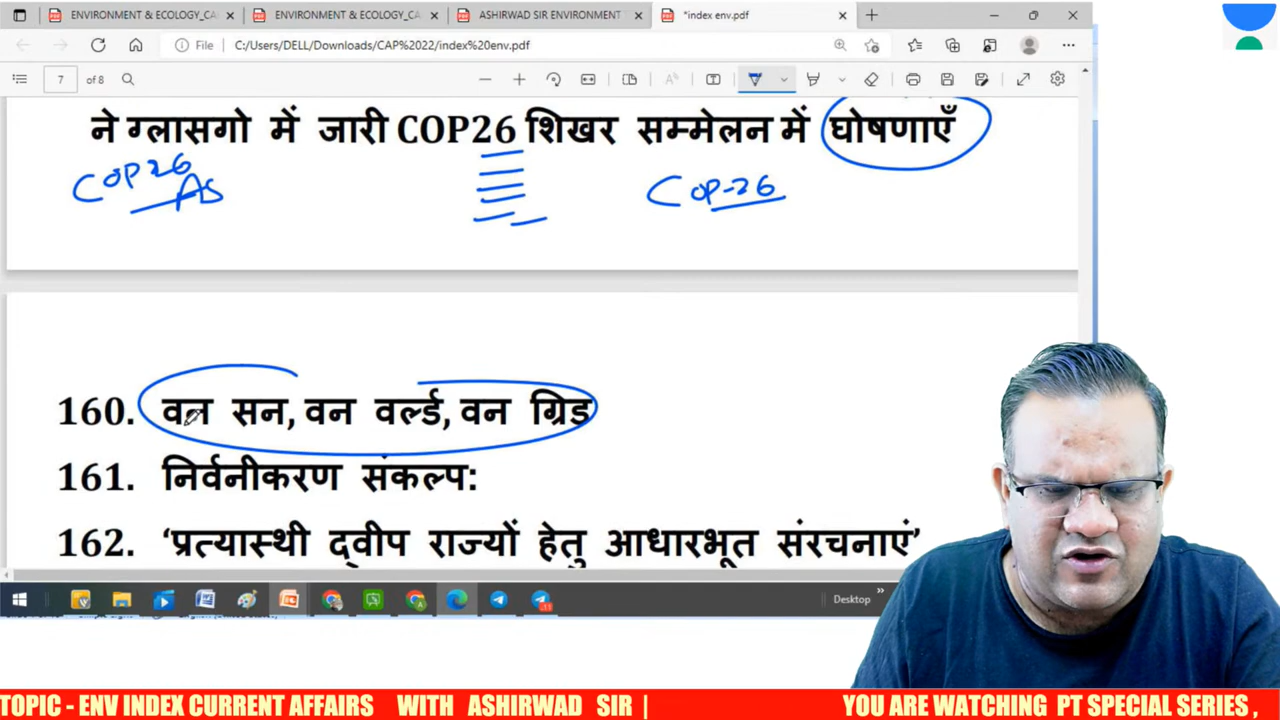 ENVIRONMENT & ECOLOGY_CA
ENVIRONMENT & ECOLOGY_CA
ASHIRWAD SIR ENVIRONMENT
*index env.pdf
File
C:/Users/DELL/Downloads/CAP%2022/index%20env.pdf
7 of 8
ने ग्लासगो में जारी COP26 शिखर सम्मेलन में घोषणाएँ
COP26
COP-26
160. वन सन, वन वर्ल्ड, वन ग्रिड
161. निर्वनीकरण संकल्प:
162. ‘प्रत्यास्थी द्वीप राज्यों हेतु आधारभूत संरचनाएं’
Desktop
TOPIC - ENV INDEX CURRENT AFFAIRS WITH ASHIRWAD SIR | YOU ARE WATCHING PT SPECIAL SERIES ,